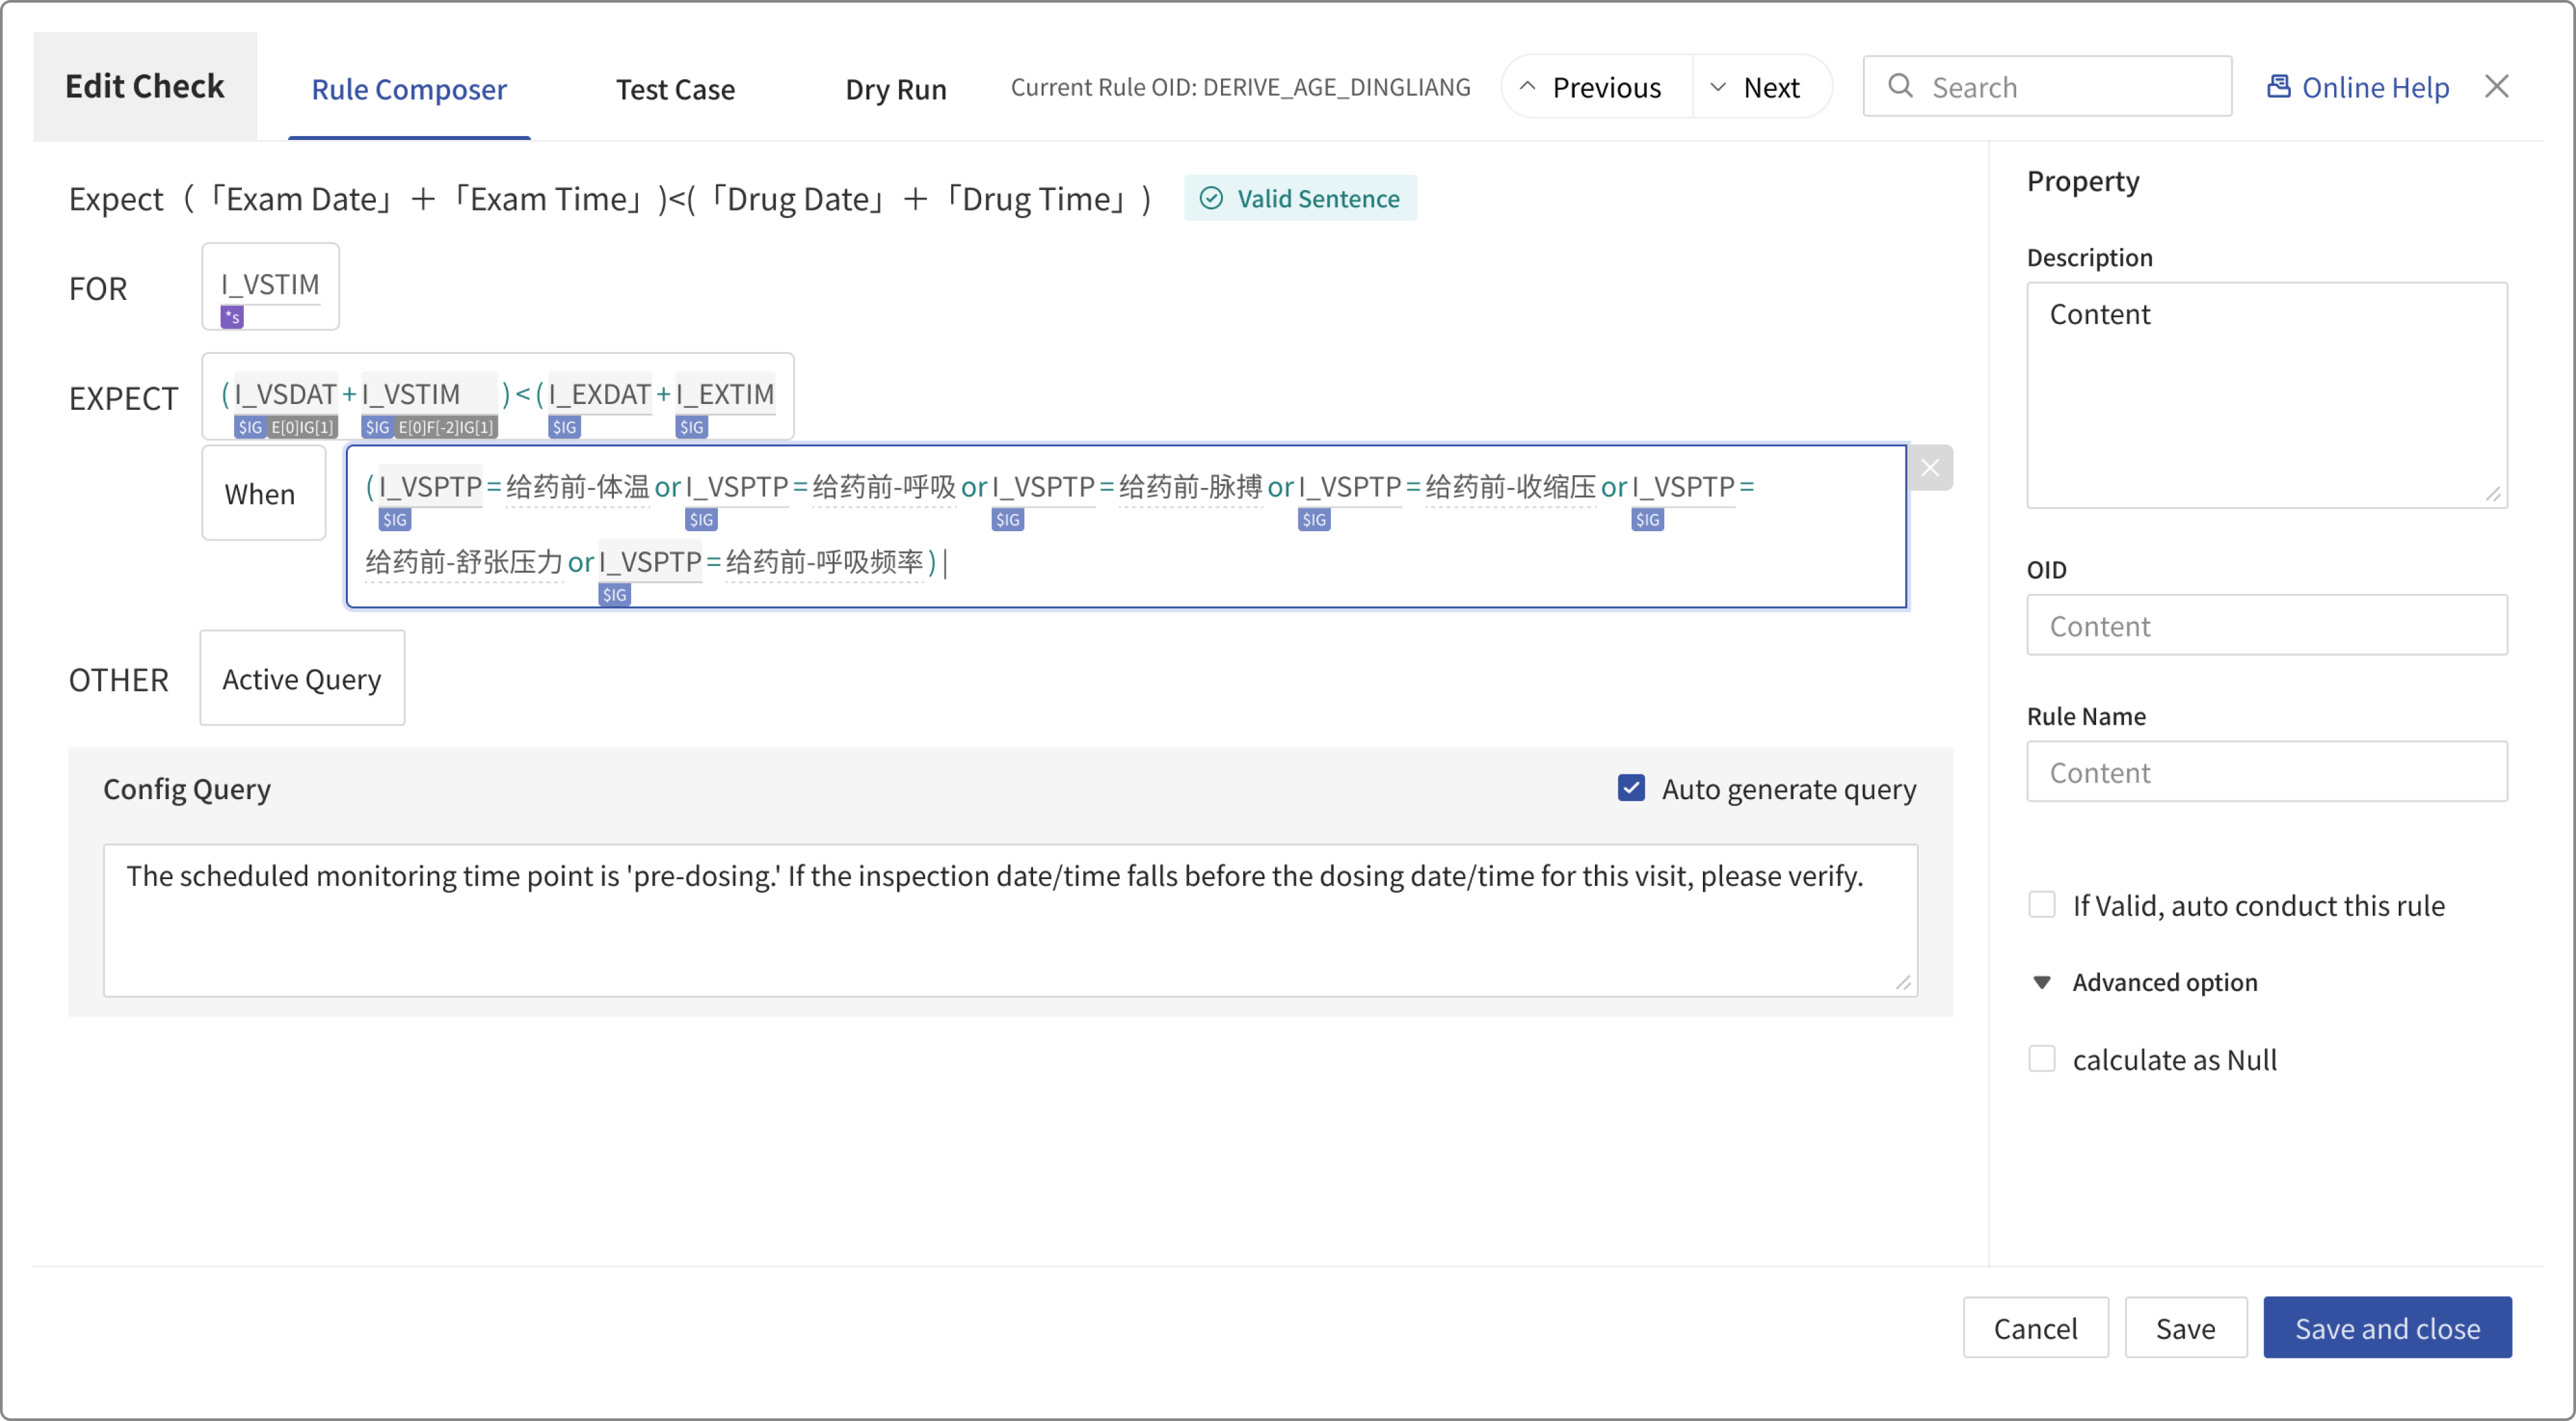 Edit Check
Rule Composer
Test Case
Dry Run
Current Rule OID: DERIVE_AGE_DINGLIANG
Previous
Next
Search
Online Help
Expect（「Exam Date」＋「Exam Time」)<(「Drug Date」＋「Drug Time」)
Valid Sentence
FOR
I_VSTIM
*s
EXPECT
(I_VSDAT+I_VSTIM)<(I_EXDAT+I_EXTIM
$IG E[0]IG[1] $IG E[0]F[-2]IG[1] $IG $IG
When
(I_VSPTP=给药前-体温 or I_VSPTP=给药前-呼吸 or I_VSPTP=给药前-脉搏 or I_VSPTP=给药前-收缩压 or I_VSPTP=
$IG $IG $IG $IG $IG
给药前-舒张压力 or I_VSPTP=给药前-呼吸频率)|
$IG
OTHER
Active Query
Config Query
Auto generate query
The scheduled monitoring time point is 'pre-dosing.' If the inspection date/time falls before the dosing date/time for this visit, please verify.
Property
Description
Content
OID
Content
Rule Name
Content
If Valid, auto conduct this rule
Advanced option
calculate as Null
Cancel
Save
Save and close